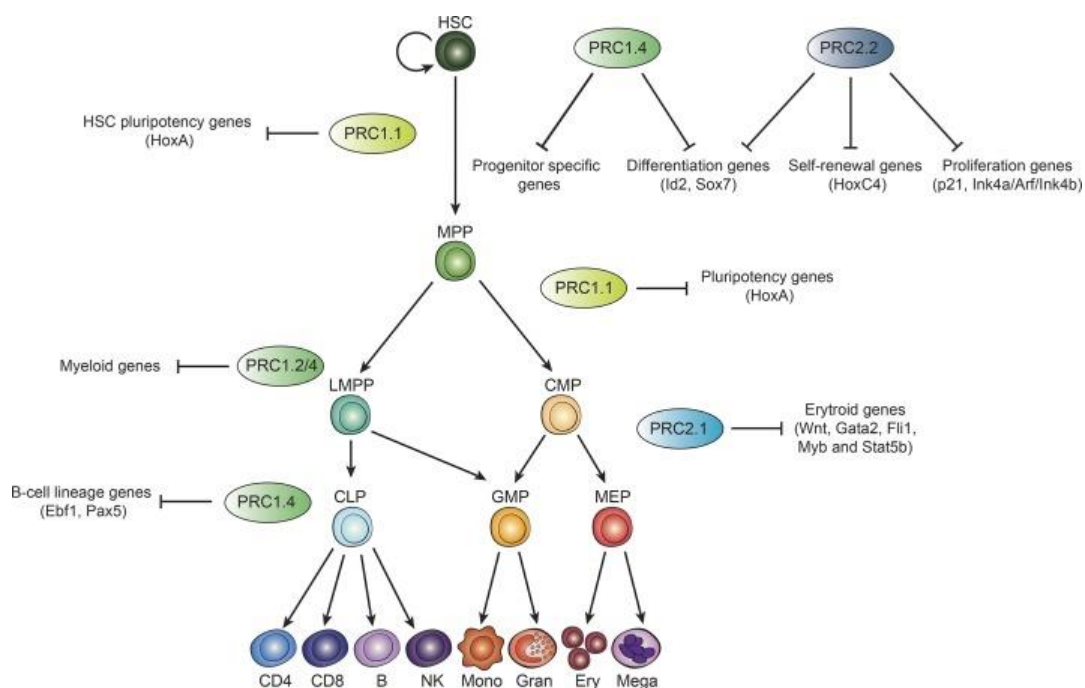 HSC
PRC1.4
PRC2.2
HSC pluripotency genes
(HoxA)
PRC1.1
Progenitor specific
genes
Differentiation genes
(Id2, Sox7)
Self-renewal genes
(HoxC4)
Proliferation genes
(p21, Ink4a/Arf/Ink4b)
MPP
PRC1.1
Pluripotency genes
(HoxA)
Myeloid genes
PRC1.2/4
LMPP
CMP
PRC2.1
Erytroid genes
(Wnt, Gata2, Fli1,
Myb and Stat5b)
B-cell lineage genes
(Ebf1, Pax5)
PRC1.4
CLP
GMP
MEP
CD4
CD8
B
NK
Mono
Gran
Ery
Mega